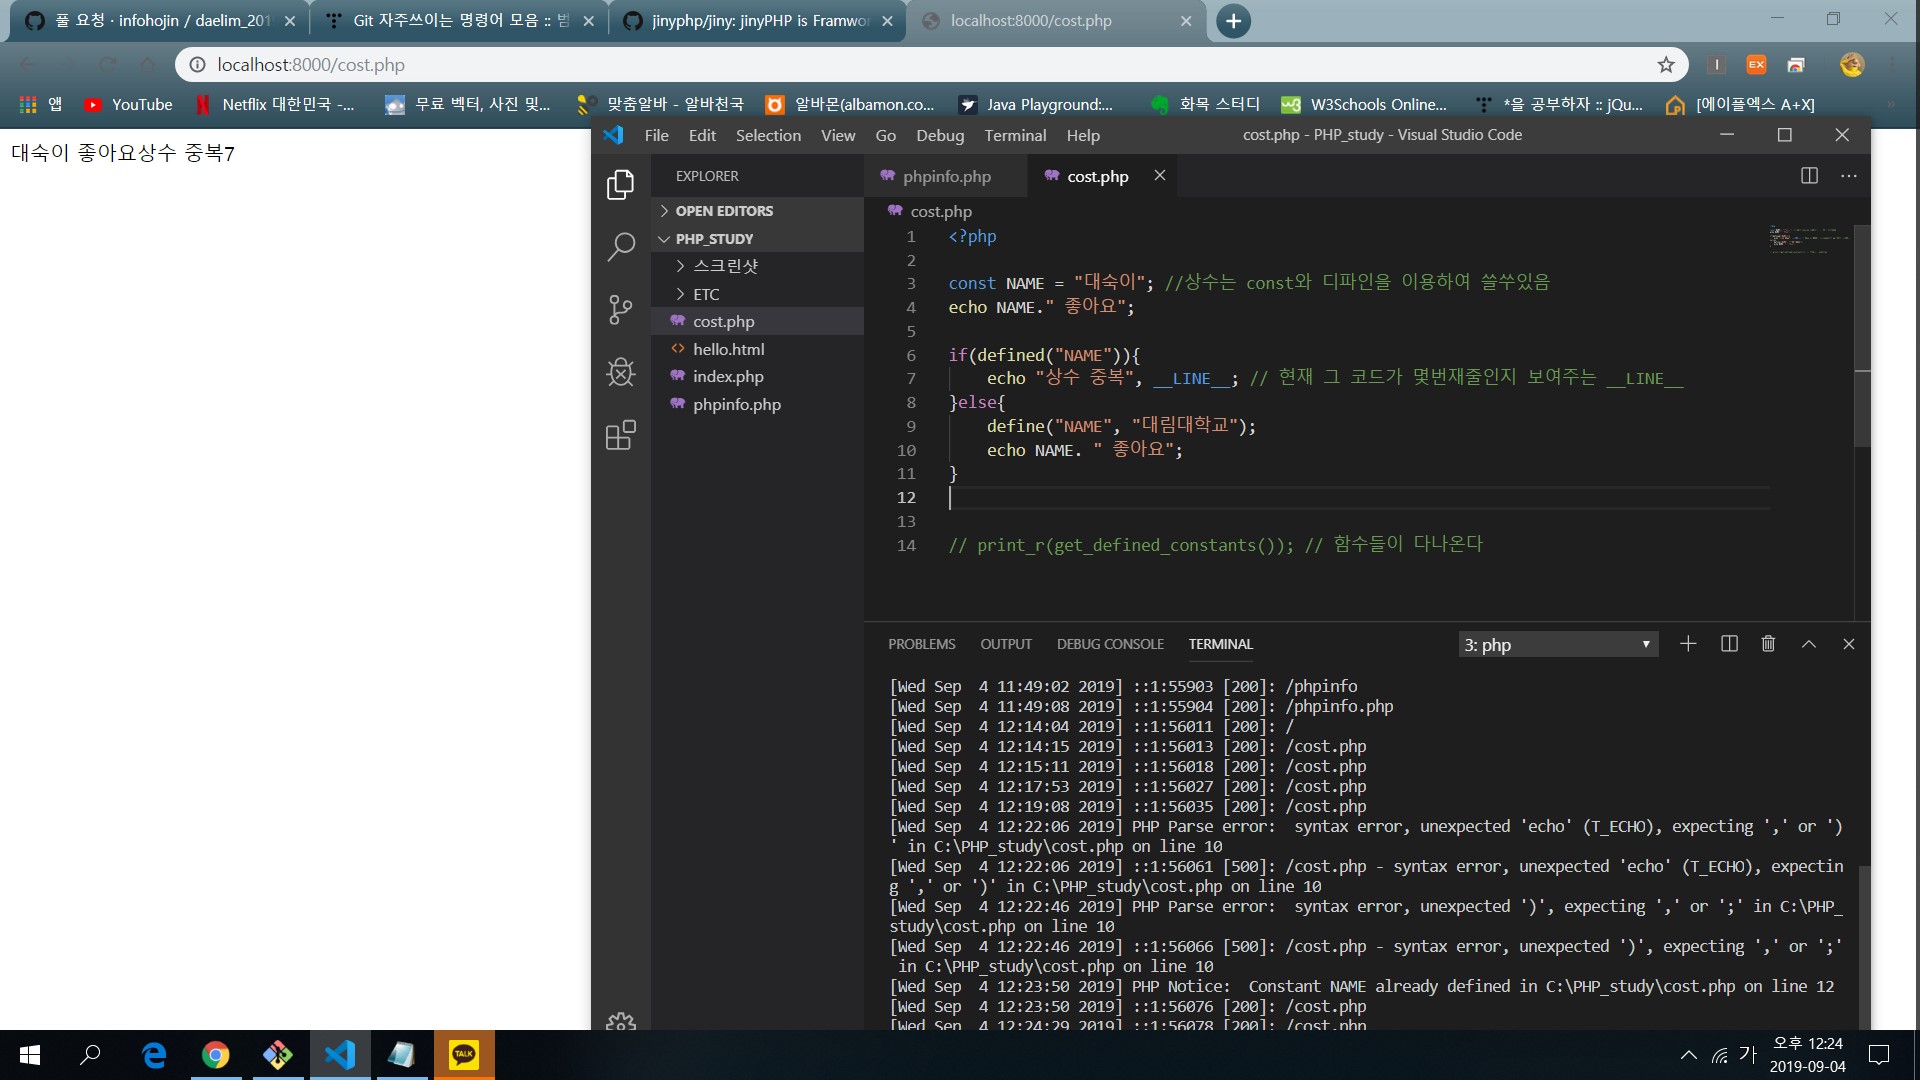 풀 요청 · infohojin / daelim_201
Git 자주쓰이는 명령어 모음 :: 범
jinyphp/jiny: jinyPHP is Framwor
localhost:8000/cost.php
localhost:8000/cost.php
EX
앱
YouTube
Netflix 대한민국 -...
무료 벡터, 사진 및...
맞춤알바 - 알바천국
알바몬(albamon.co...
Java Playground:...
화목 스터디
W3Schools Online...
*을 공부하자 :: jQu...
[에이플엑스 A+X]
대숙이 좋아요상수 중복7
File Edit Selection View Go Debug Terminal Help
cost.php - PHP_study - Visual Studio Code
EXPLORER
OPEN EDITORS
PHP_STUDY
스크린샷
ETC
cost.php
hello.html
index.php
phpinfo.php
phpinfo.php
cost.php
cost.php
1 <?php
2
3 const NAME = "대숙이"; //상수는 const와 디파인을 이용하여 쓸쑤있음
4 echo NAME." 좋아요";
5
6 if(defined("NAME")){
7 echo "상수 중복", __LINE__; // 현재 그 코드가 몇번재줄인지 보여주는 __LINE__
8 }else{
9 define("NAME", "대림대학교");
10 echo NAME. " 좋아요";
11 }
12
13
14 // print_r(get_defined_constants()); // 함수들이 다나온다
PROBLEMS OUTPUT DEBUG CONSOLE TERMINAL
3: php
[Wed Sep  4 11:49:02 2019] ::1:55903 [200]: /phpinfo
[Wed Sep  4 11:49:08 2019] ::1:55904 [200]: /phpinfo.php
[Wed Sep  4 12:14:04 2019] ::1:56011 [200]: /
[Wed Sep  4 12:14:15 2019] ::1:56013 [200]: /cost.php
[Wed Sep  4 12:15:11 2019] ::1:56018 [200]: /cost.php
[Wed Sep  4 12:17:53 2019] ::1:56027 [200]: /cost.php
[Wed Sep  4 12:19:08 2019] ::1:56035 [200]: /cost.php
[Wed Sep  4 12:22:06 2019] PHP Parse error:  syntax error, unexpected 'echo' (T_ECHO), expecting ',' or ')
' in C:\PHP_study\cost.php on line 10
[Wed Sep  4 12:22:06 2019] ::1:56061 [500]: /cost.php - syntax error, unexpected 'echo' (T_ECHO), expectin
g ',' or ')' in C:\PHP_study\cost.php on line 10
[Wed Sep  4 12:22:46 2019] PHP Parse error:  syntax error, unexpected ')', expecting ',' or ';' in C:\PHP_
study\cost.php on line 10
[Wed Sep  4 12:22:46 2019] ::1:56066 [500]: /cost.php - syntax error, unexpected ')', expecting ',' or ';'
 in C:\PHP_study\cost.php on line 10
[Wed Sep  4 12:23:50 2019] PHP Notice:  Constant NAME already defined in C:\PHP_study\cost.php on line 12
[Wed Sep  4 12:23:50 2019] ::1:56076 [200]: /cost.php
[Wed Sep  4 12:24:29 2019] ::1:56078 [200]: /cost.php
TALK
가
오후 12:24
2019-09-04